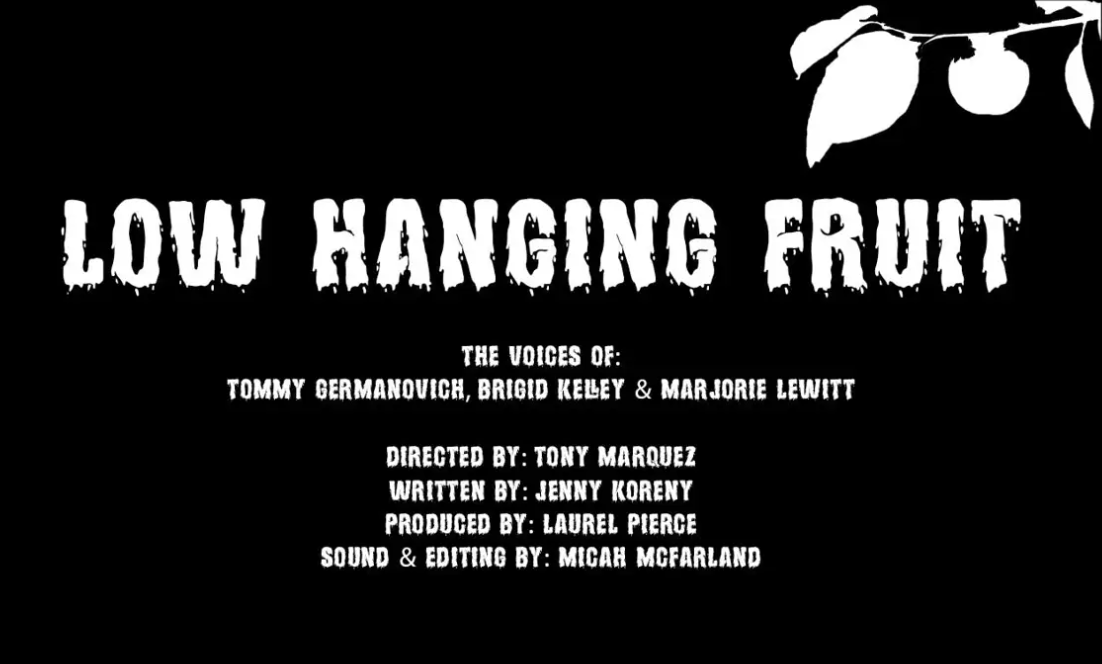 LOW HANGING FRUIT
THE VOICES OF:
TOMMY GERMANOVICH, BRIGID KELLEY & MARJORIE LEWITT
DIRECTED BY: TONY MARQUEZ
WRITTEN BY: JENNY KORENY
PRODUCED BY: LAUREL PIERCE
SOUND & EDITING BY: MICAH MCFARLAND